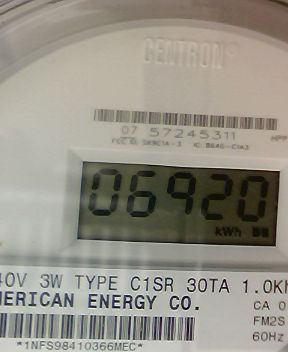 CENTRON®
07 57245311
06920
kWh
40V 3W TYPE C1SR 30TA 1.0Kh
MERICAN ENERGY CO.
CA 0
FM2S
60Hz
*1NFS98410366MEC*